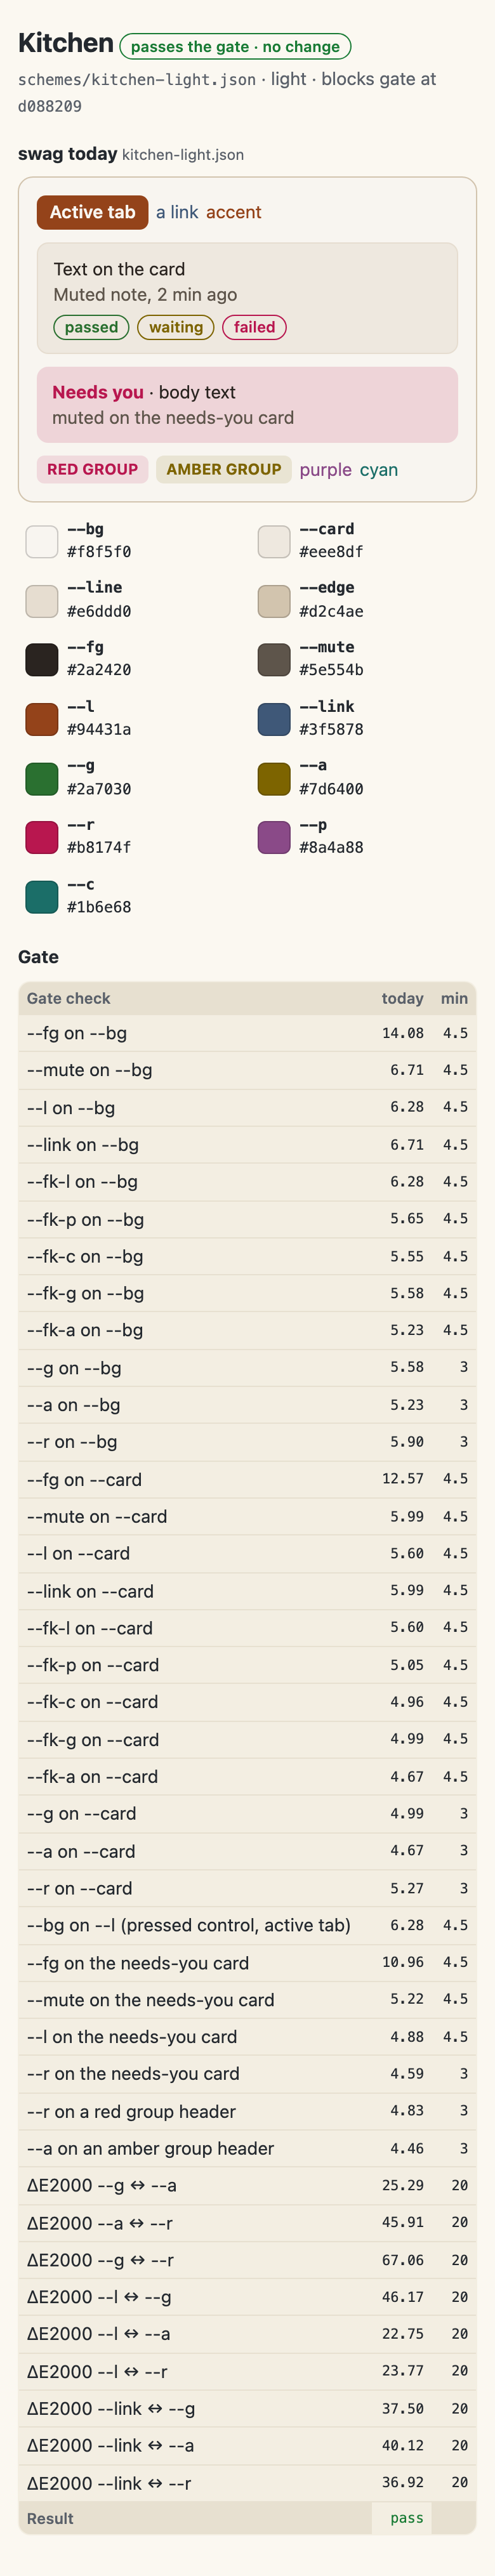 Kitchen passes the gate · no change
schemes/kitchen-light.json · light · blocks gate at
d088209
swag today kitchen-light.json
Active tab a link accent
Text on the card
Muted note, 2 min ago
passed waiting failed
Needs you · body text
muted on the needs-you card
RED GROUP AMBER GROUP purple cyan
--bg --card
#f8f5f0 #eee8df
--line --edge
#e6ddd0 #d2c4ae
--fg --mute
#2a2420 #5e554b
--l --link
#94431a #3f5878
--g --a
#2a7030 #7d6400
--r --p
#b8174f #8a4a88
--c
#1b6e68
Gate
Gate check today min
--fg on --bg 14.08 4.5
--mute on --bg 6.71 4.5
--l on --bg 6.28 4.5
--link on --bg 6.71 4.5
--fk-l on --bg 6.28 4.5
--fk-p on --bg 5.65 4.5
--fk-c on --bg 5.55 4.5
--fk-g on --bg 5.58 4.5
--fk-a on --bg 5.23 4.5
--g on --bg 5.58 3
--a on --bg 5.23 3
--r on --bg 5.90 3
--fg on --card 12.57 4.5
--mute on --card 5.99 4.5
--l on --card 5.60 4.5
--link on --card 5.99 4.5
--fk-l on --card 5.60 4.5
--fk-p on --card 5.05 4.5
--fk-c on --card 4.96 4.5
--fk-g on --card 4.99 4.5
--fk-a on --card 4.67 4.5
--g on --card 4.99 3
--a on --card 4.67 3
--r on --card 5.27 3
--bg on --l (pressed control, active tab) 6.28 4.5
--fg on the needs-you card 10.96 4.5
--mute on the needs-you card 5.22 4.5
--l on the needs-you card 4.88 4.5
--r on the needs-you card 4.59 3
--r on a red group header 4.83 3
--a on an amber group header 4.46 3
ΔE2000 --g ↔ --a 25.29 20
ΔE2000 --a ↔ --r 45.91 20
ΔE2000 --g ↔ --r 67.06 20
ΔE2000 --l ↔ --g 46.17 20
ΔE2000 --l ↔ --a 22.75 20
ΔE2000 --l ↔ --r 23.77 20
ΔE2000 --link ↔ --g 37.50 20
ΔE2000 --link ↔ --a 40.12 20
ΔE2000 --link ↔ --r 36.92 20
Result pass